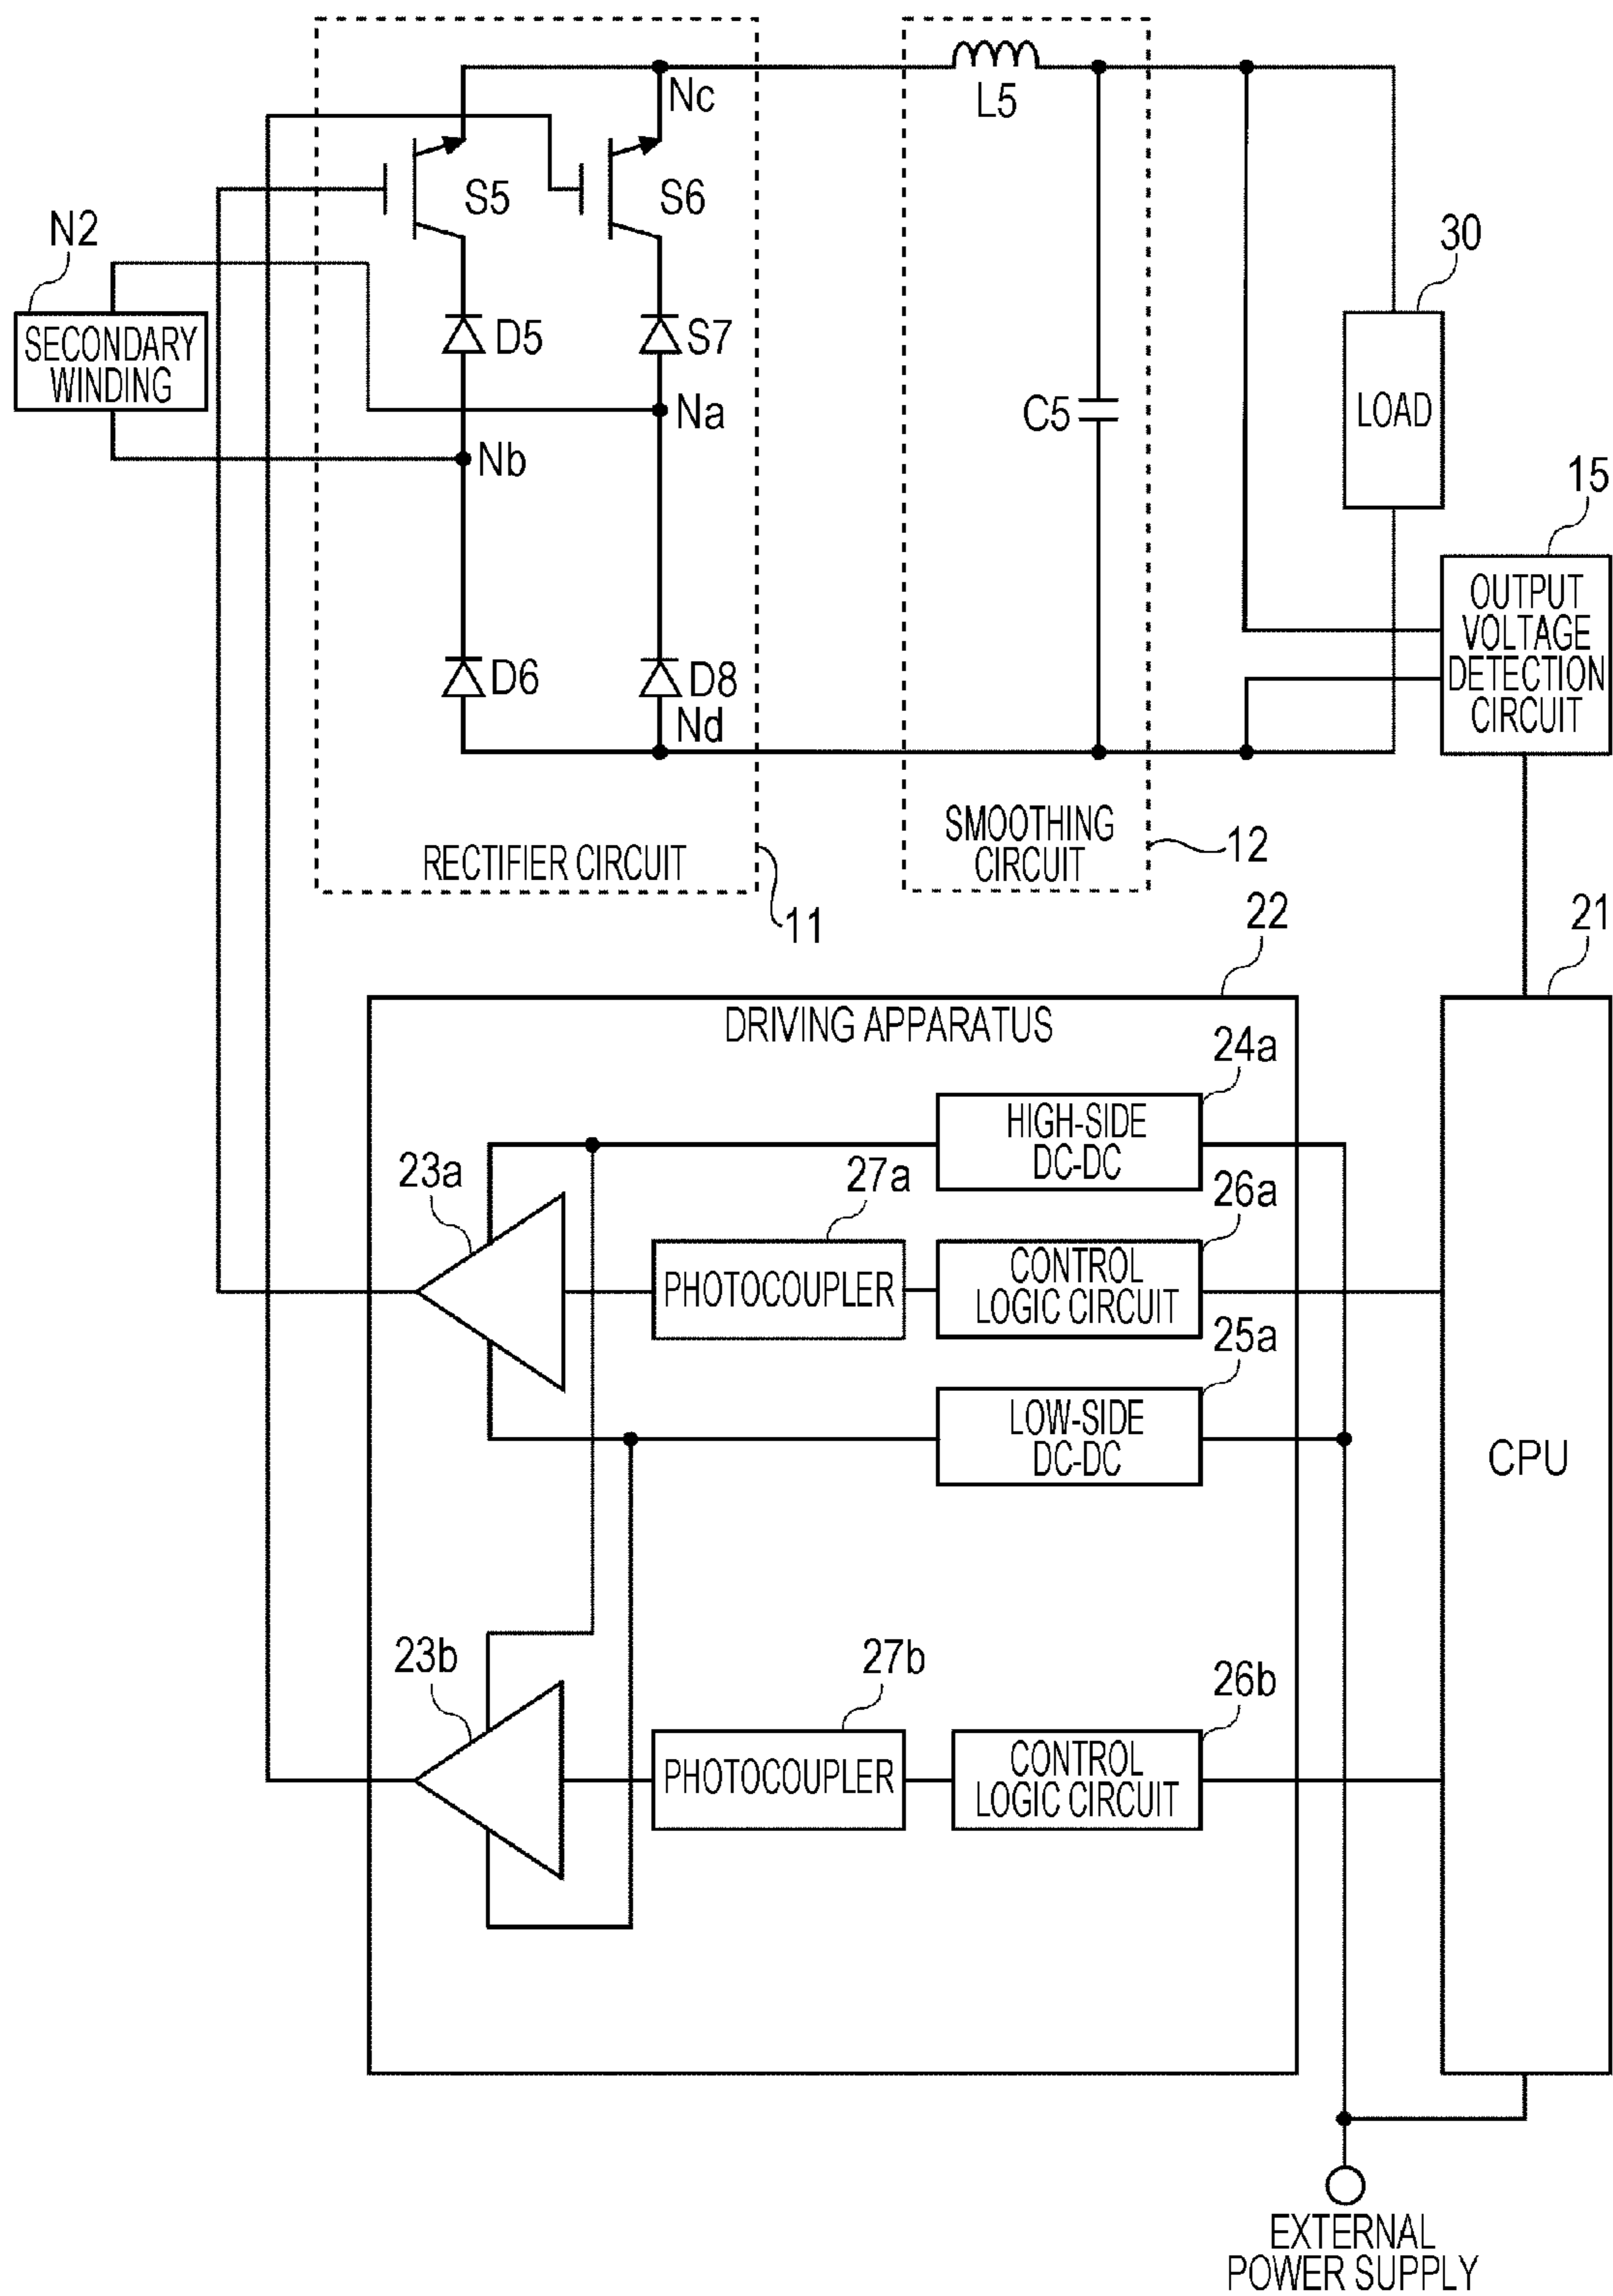 Nc
L5
S5
S6
N2
30
SECONDARY
WINDING
D5
S7
LOAD
Na
C5
Nb
15
OUTPUT
VOLTAGE
DETECTION
CIRCUIT
D6
D8
Nd
SMOOTHING
CIRCUIT
12
RECTIFIER CIRCUIT
11
22
21
DRIVING APPARATUS
24a
HIGH-SIDE
DC-DC
23a
27a
26a
PHOTOCOUPLER
CONTROL
LOGIC CIRCUIT
25a
LOW-SIDE
DC-DC
CPU
23b
27b
26b
PHOTOCOUPLER
CONTROL
LOGIC CIRCUIT
EXTERNAL
POWER SUPPLY